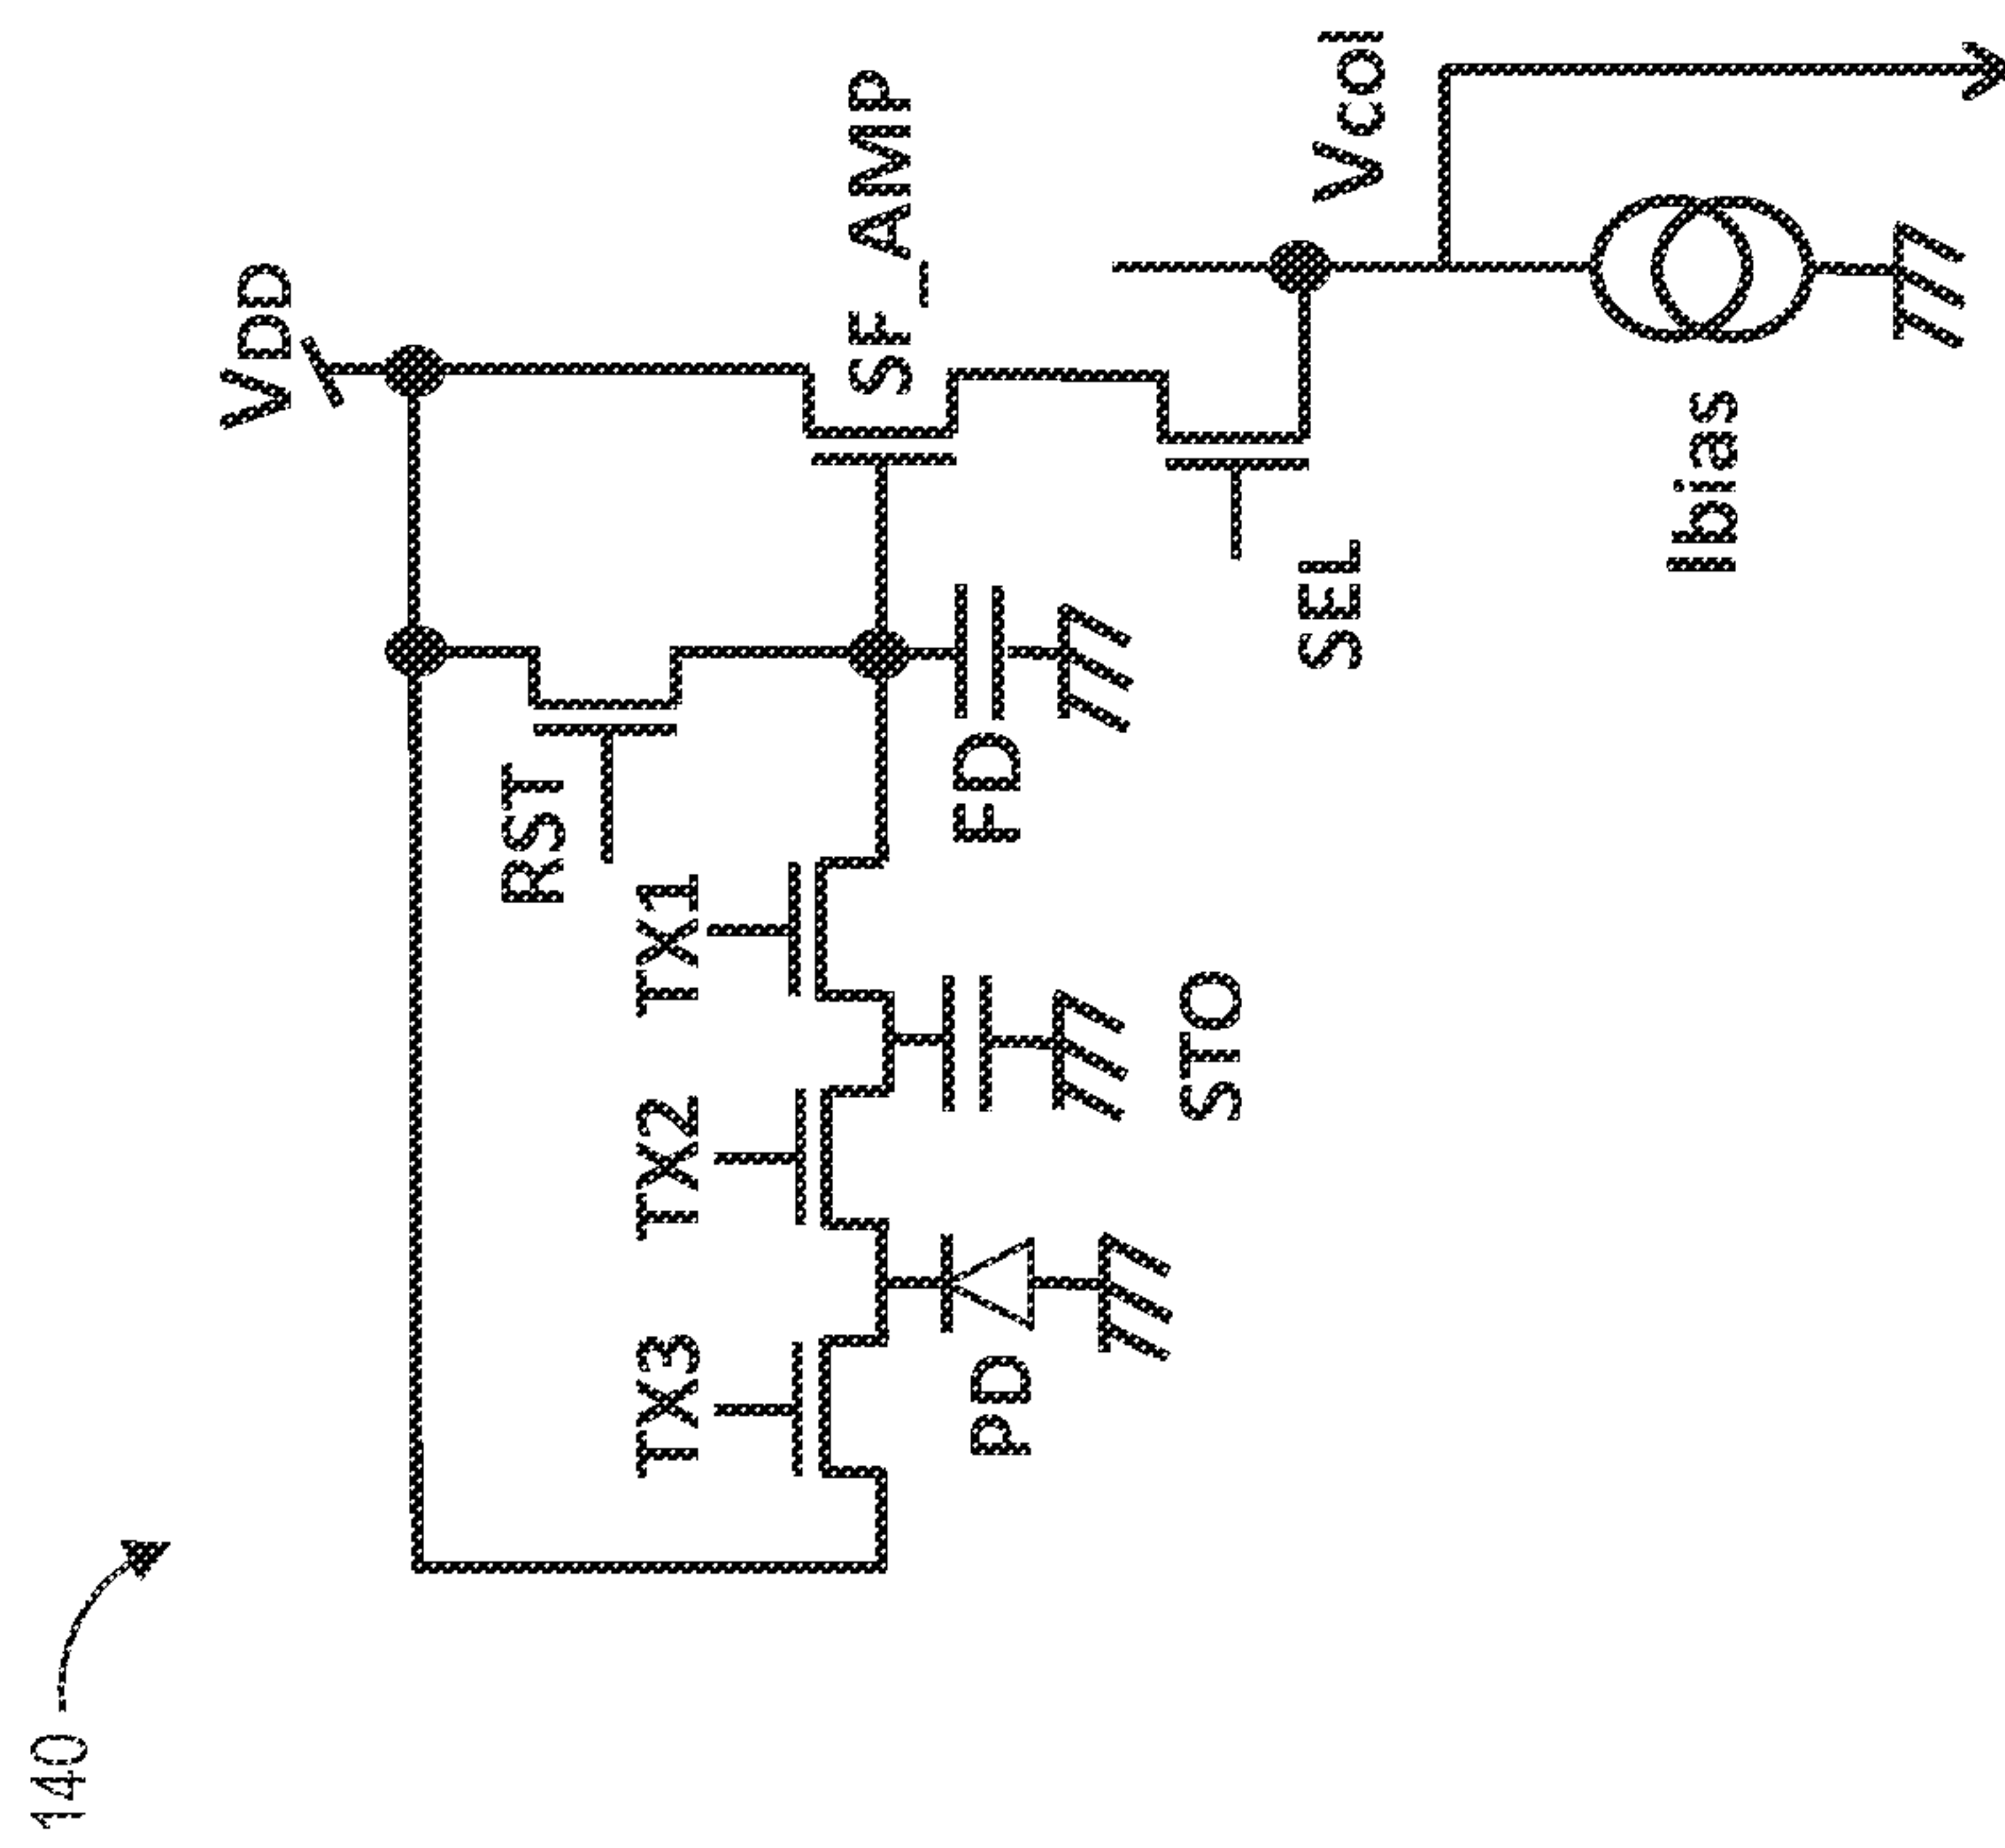 140
VDD
RST
SF_AMP
TX3
TX2
TX1
PD
FD
STO
SEL
Vcol
Ibias